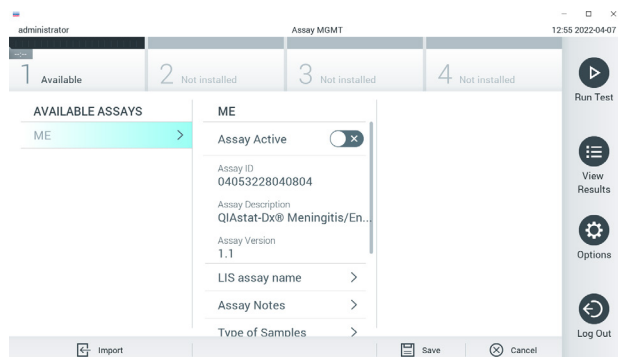 administrator
Assay MGMT
12:55 2022-04-07
--:--
1 Available
2 Not installed
3 Not installed
4 Not installed
Run Test
View
Results
Options
Log Out
AVAILABLE ASSAYS
ME
ME
Assay Active
Assay ID
04053228040804
Assay Description
QIAstat-Dx® Meningitis/En...
Assay Version
1.1
LIS assay name
Assay Notes
Type of Samples
Import
Save
Cancel